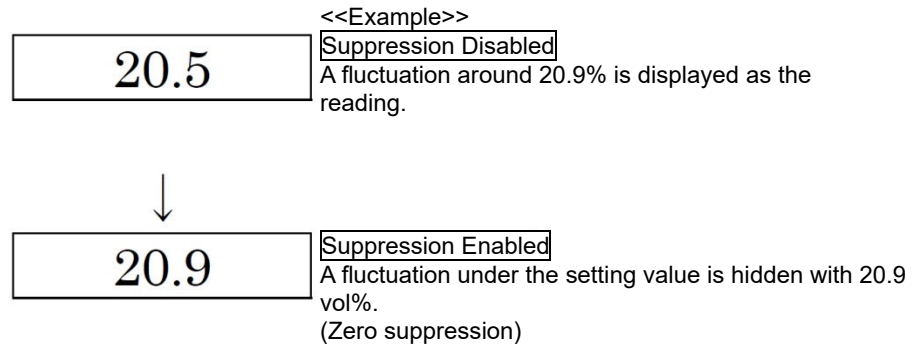 <<Example>>
20.5
Suppression Disabled
A fluctuation around 20.9% is displayed as the
reading.
↓
20.9
Suppression Enabled
A fluctuation under the setting value is hidden with 20.9
vol%.
(Zero suppression)